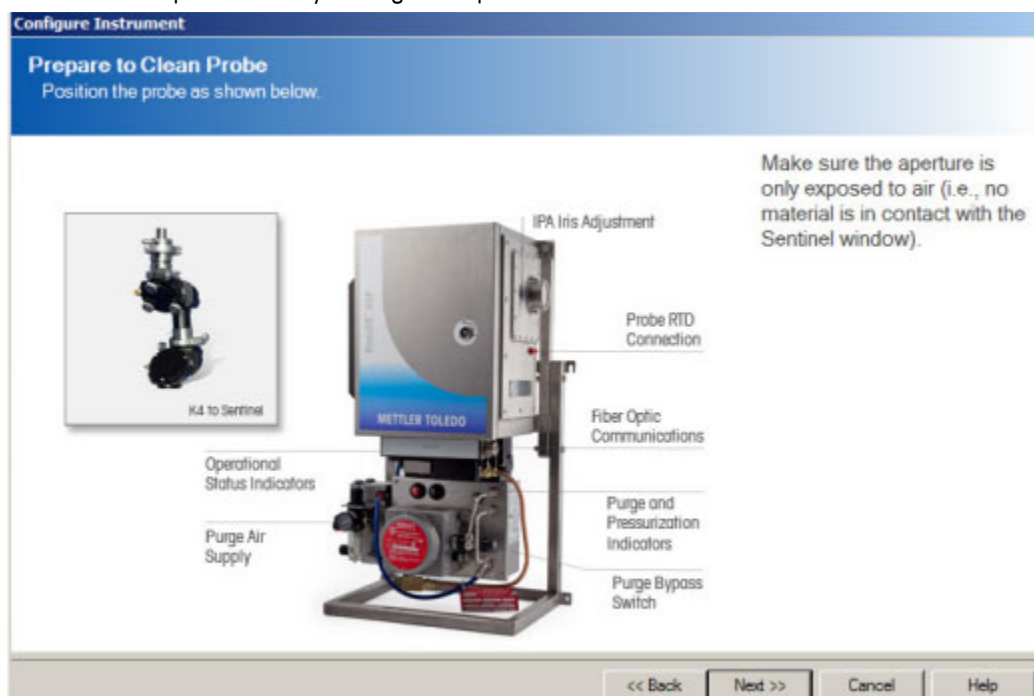 Configure Instrument
Prepare to Clean Probe
Position the probe as shown below.
Make sure the aperture is
only exposed to air (i.e., no
material is in contact with the
Sentinel window).
IPA Iris Adjustment
Probe RTD
Connection
K4 to Sentinel
METTLER TOLEDO
Fiber Optic
Communications
Operational
Status Indicators
Purge Air
Supply
Purge and
Pressurization
Indicators
Purge Bypass
Switch
<< Back
Next >>
Cancel
Help